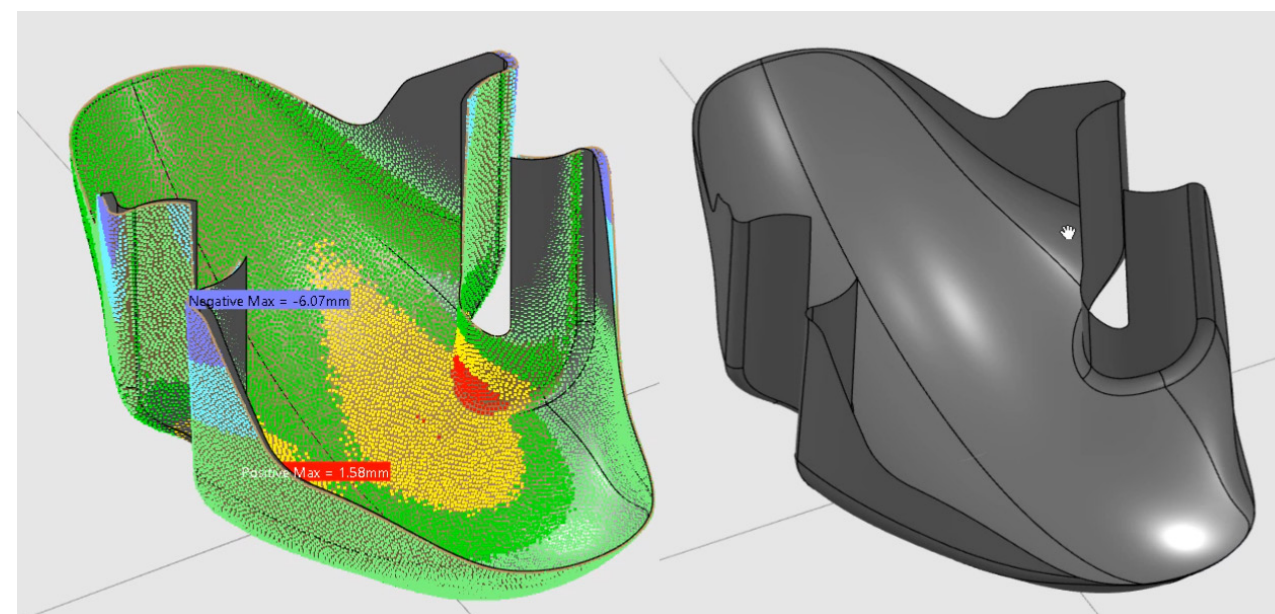 Negative Max = -6.07mm
Positive Max = 1.58mm